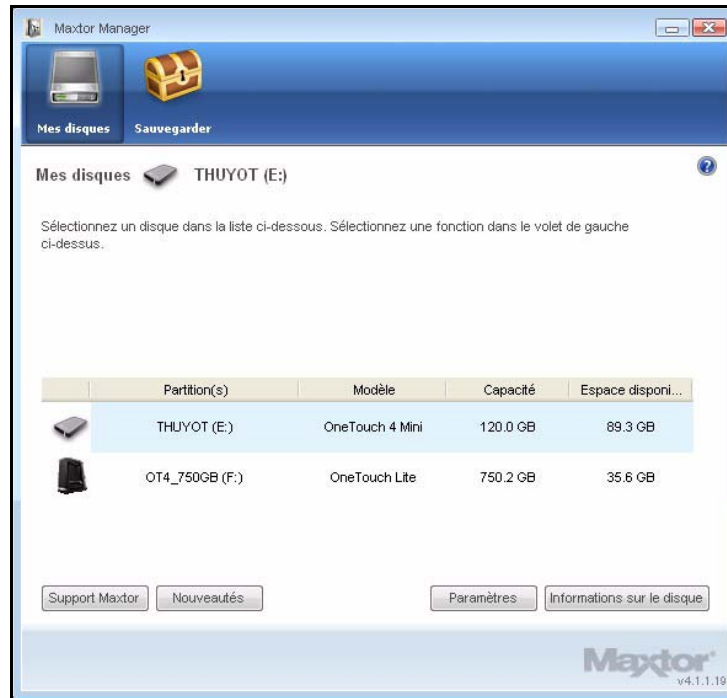 Maxtor Manager
Mes disques
Sauvegarder
Mes disques THUYOT (E:)
Sélectionnez un disque dans la liste ci-dessous. Sélectionnez une fonction dans le volet de gauche
ci-dessus.
Partition(s) Modèle Capacité Espace disponi...
THUYOT (E:) OneTouch 4 Mini 120.0 GB 89.3 GB
OT4_750GB (F:) OneTouch Lite 750.2 GB 35.6 GB
Support Maxtor Nouveautés Paramètres Informations sur le disque
Maxtor
v4.1.1.19